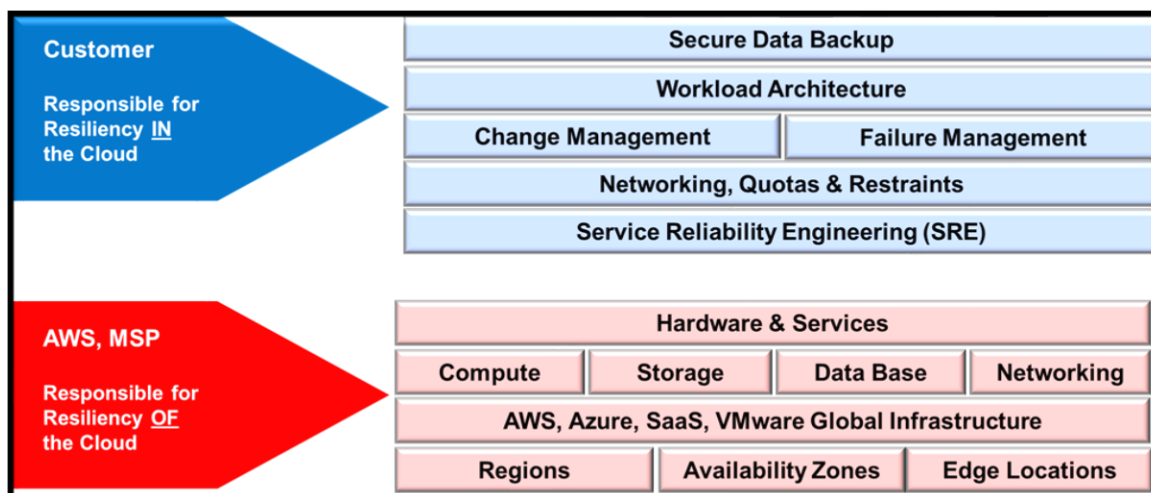 Customer
Responsible for
Resiliency IN
the Cloud
Secure Data Backup
Workload Architecture
Change Management
Failure Management
Networking, Quotas & Restraints
Service Reliability Engineering (SRE)
AWS, MSP
Responsible for
Resiliency OF
the Cloud
Hardware & Services
Compute
Storage
Data Base
Networking
AWS, Azure, SaaS, VMware Global Infrastructure
Regions
Availability Zones
Edge Locations